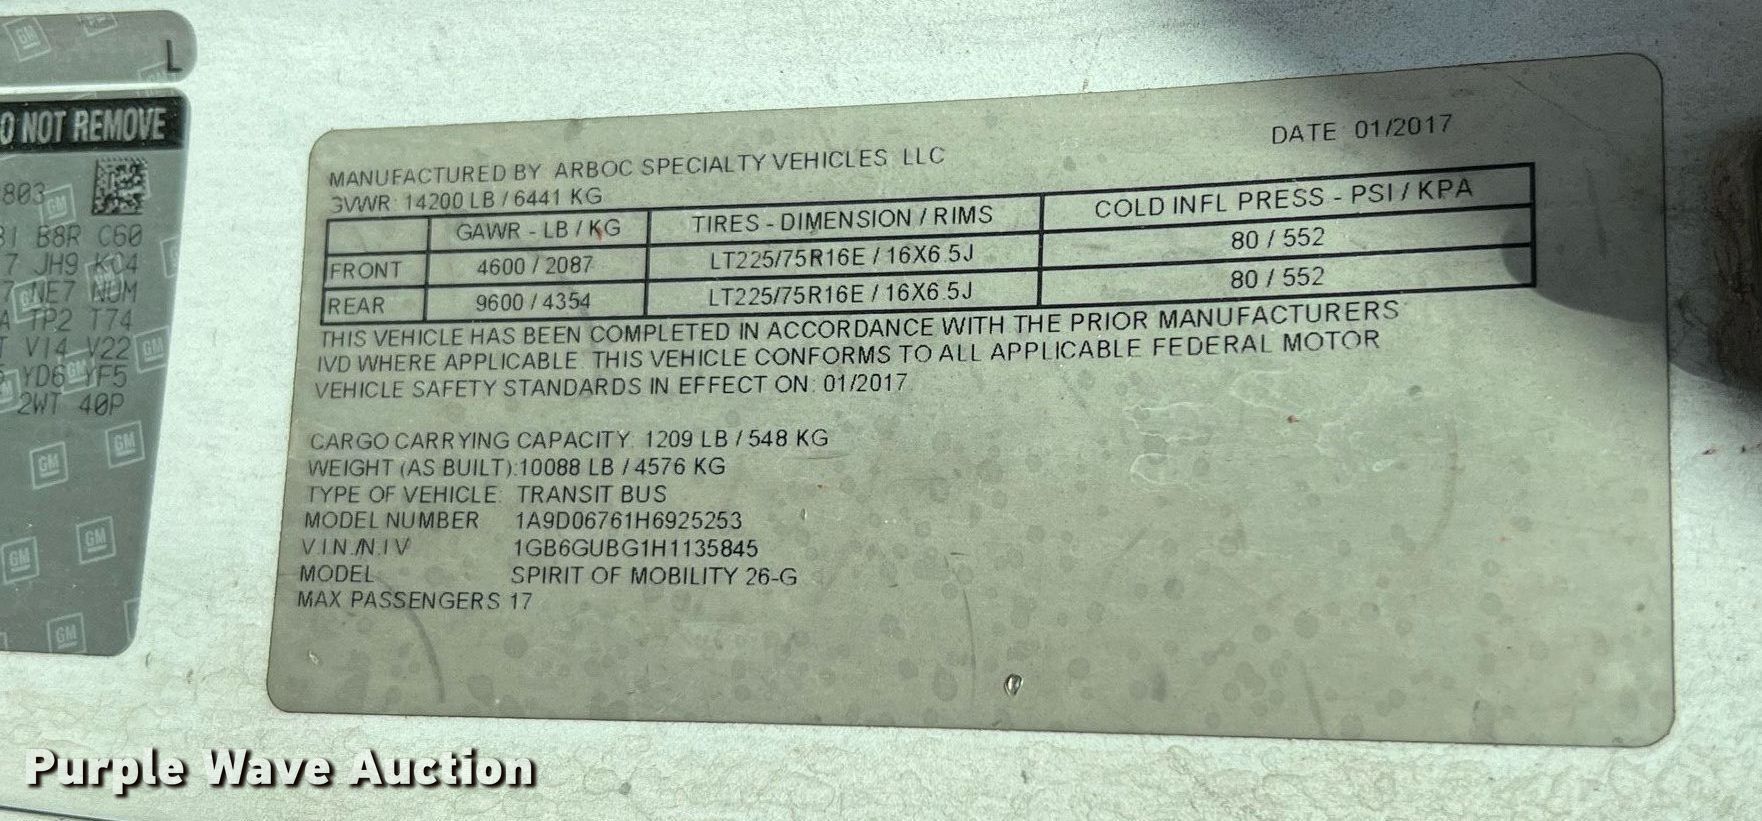 L
O NOT REMOVE
803
B8R C60
7 JH9 KC4
7 NE7 NUM
A TP2 T74
T V14 V22
YD6 YF5
2WT 40P
GM
DATE 01/2017
MANUFACTURED BY ARBOC SPECIALTY VEHICLES LLC
GVWR: 14200 LB / 6441 KG
GAWR - LB / KG TIRES - DIMENSION / RIMS COLD INFL PRESS - PSI / KPA
FRONT 4600 / 2087 LT225/75R16E / 16X6.5J 80 / 552
REAR 9600 / 4354 LT225/75R16E / 16X6.5J 80 / 552
THIS VEHICLE HAS BEEN COMPLETED IN ACCORDANCE WITH THE PRIOR MANUFACTURERS
IVD WHERE APPLICABLE. THIS VEHICLE CONFORMS TO ALL APPLICABLE FEDERAL MOTOR
VEHICLE SAFETY STANDARDS IN EFFECT ON: 01/2017.
CARGO CARRYING CAPACITY: 1209 LB / 548 KG
WEIGHT (AS BUILT):10088 LB / 4576 KG
TYPE OF VEHICLE: TRANSIT BUS
MODEL NUMBER 1A9D06761H6925253
V.I.N./N.I.V 1GB6GUBG1H1135845
MODEL SPIRIT OF MOBILITY 26-G
MAX PASSENGERS 17
Purple Wave Auction